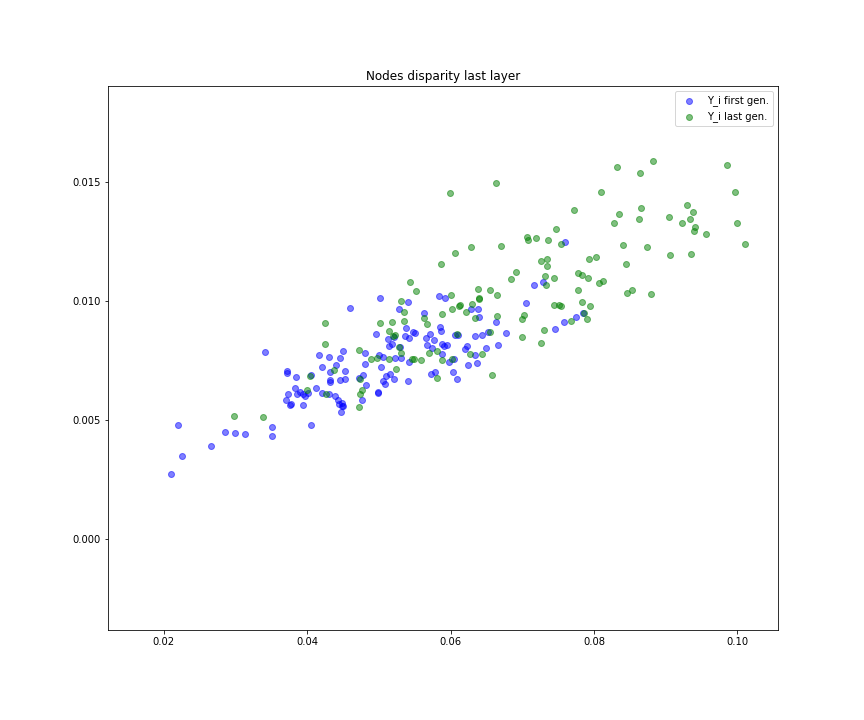 Nodes disparity last layer
Y_i first gen.
Y_i last gen.
0.015
0.010
0.005
0.000
0.02 0.04 0.06 0.08 0.10